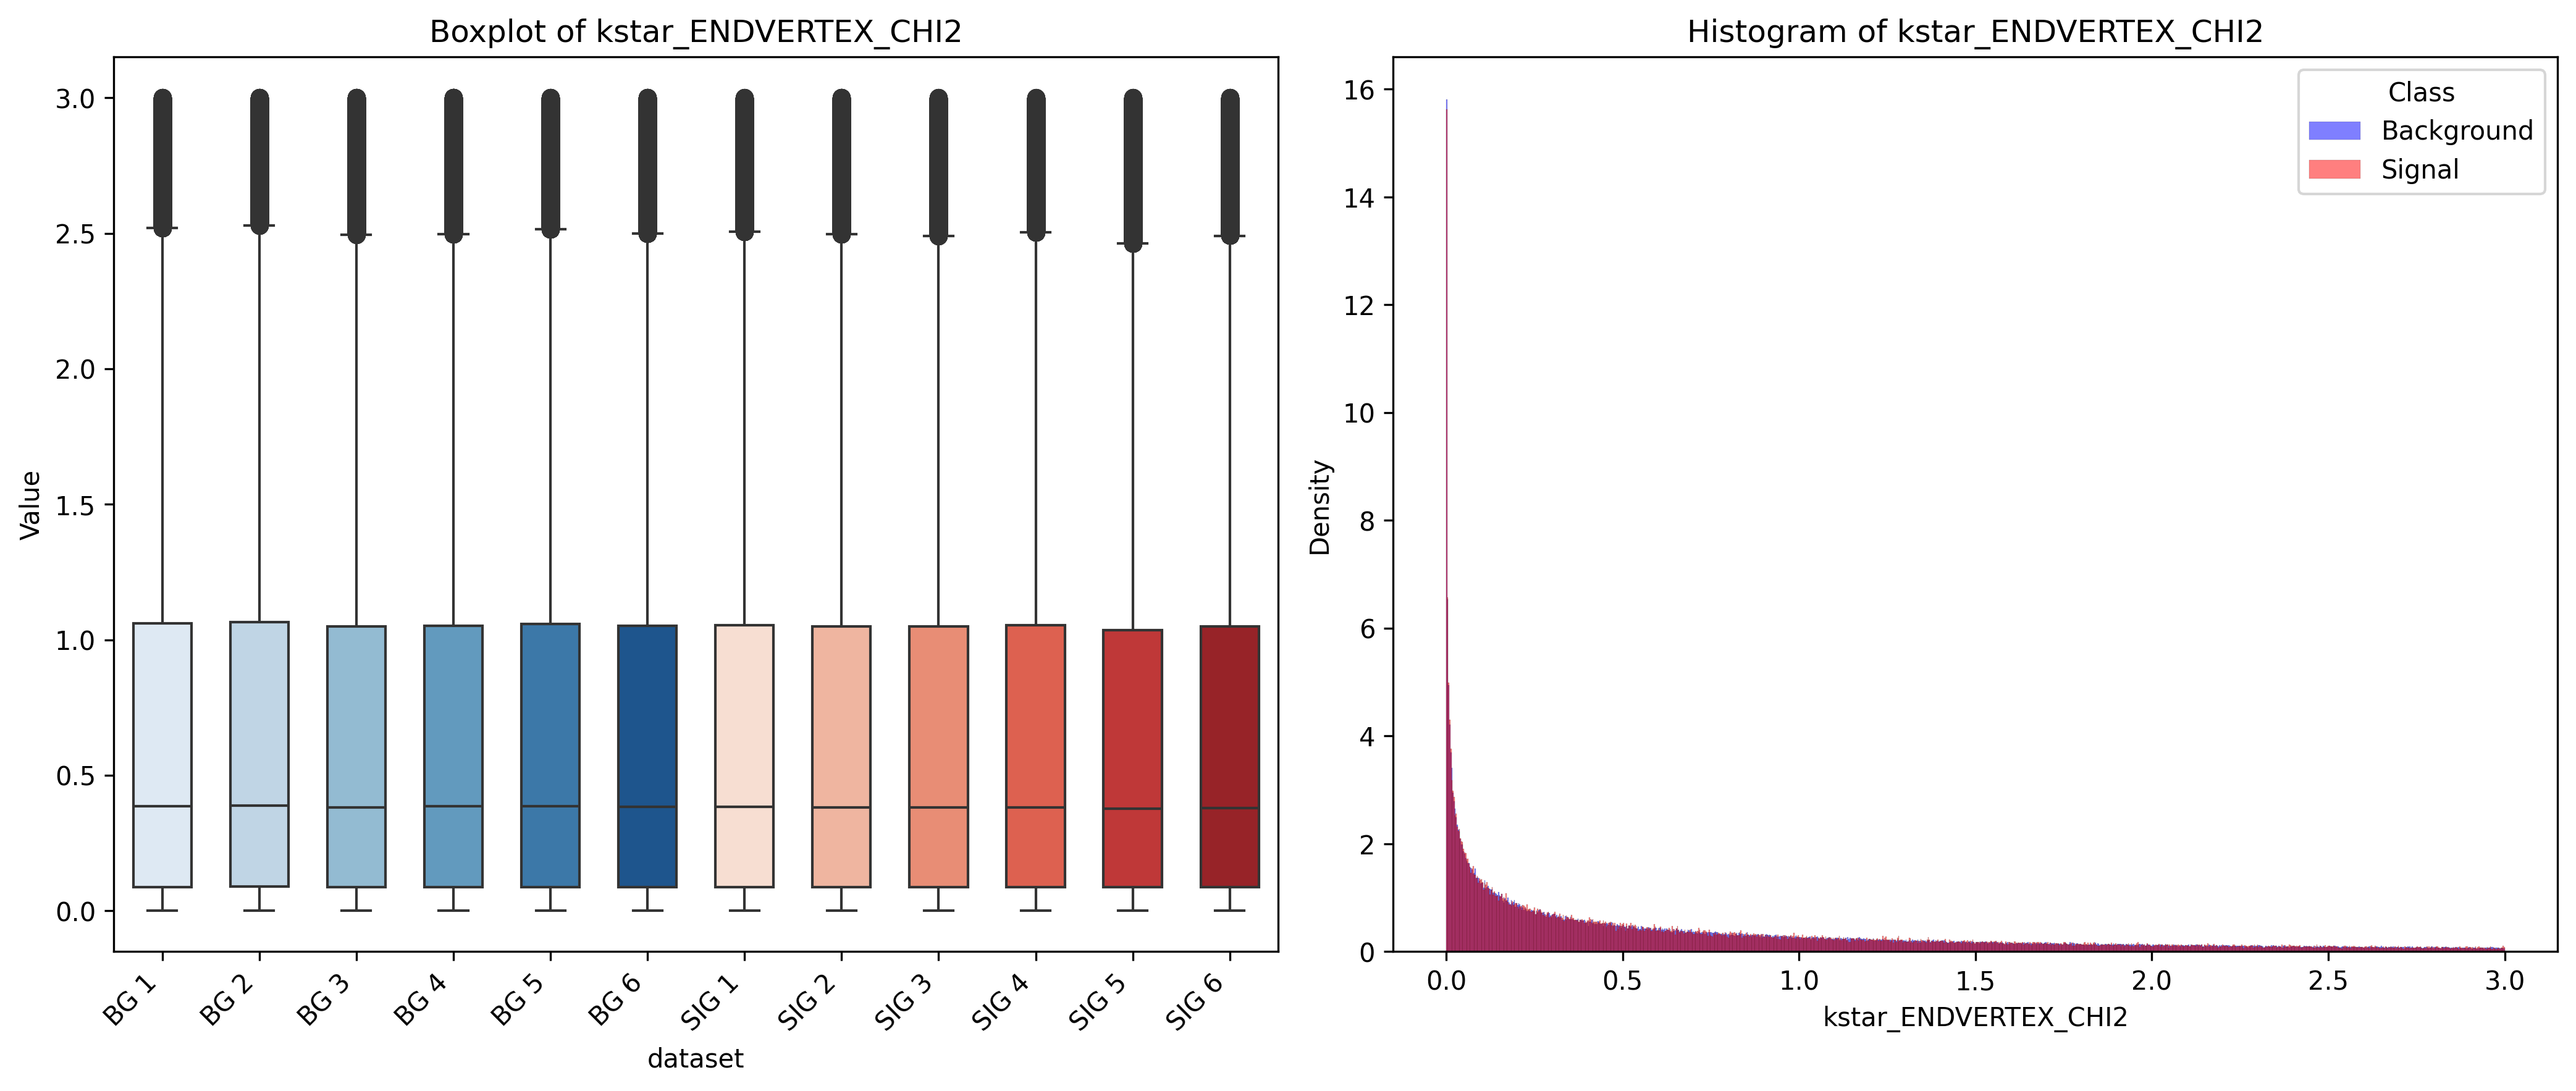 Boxplot of kstar_ENDVERTEX_CHI2
Value
3.0
2.5
2.0
1.5
1.0
0.5
0.0
BG 1
BG 2
BG 3
BG 4
BG 5
BG 6
SIG 1
SIG 2
SIG 3
SIG 4
SIG 5
SIG 6
dataset
Histogram of kstar_ENDVERTEX_CHI2
Density
16
14
12
10
8
6
4
2
0
Class
Background
Signal
0.0 0.5 1.0 1.5 2.0 2.5 3.0
kstar_ENDVERTEX_CHI2